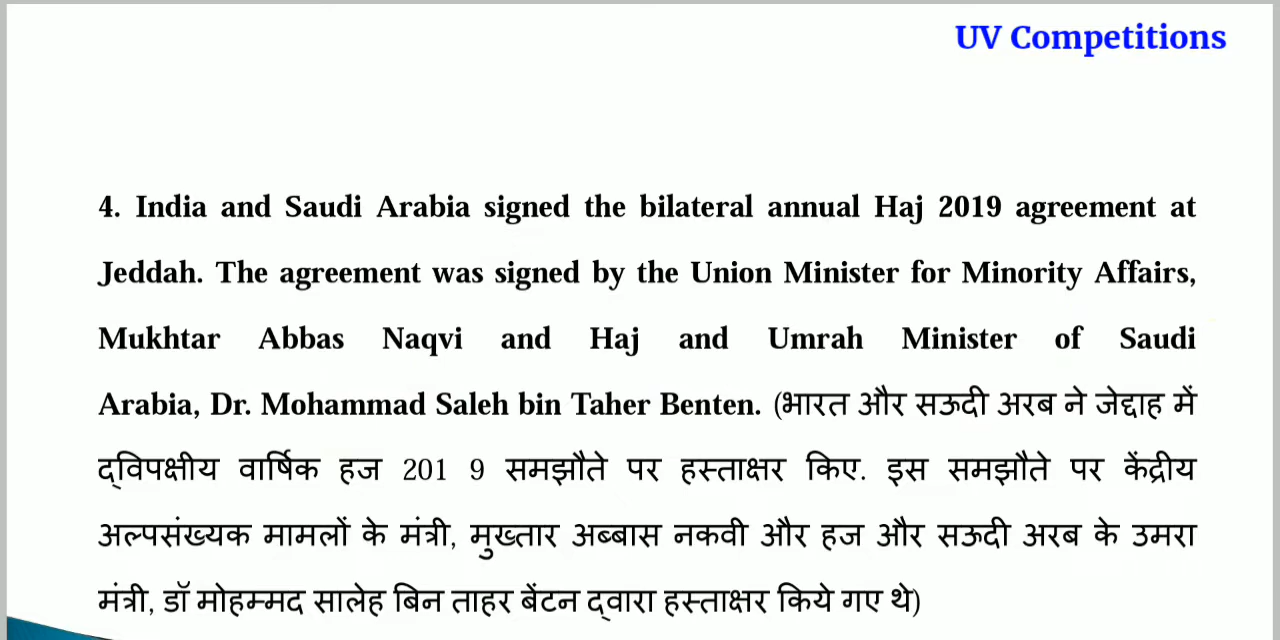 UV Competitions
4. India and Saudi Arabia signed the bilateral annual Haj 2019 agreement at
Jeddah. The agreement was signed by the Union Minister for Minority Affairs,
Mukhtar Abbas Naqvi and Haj and Umrah Minister of Saudi
Arabia, Dr. Mohammad Saleh bin Taher Benten. (भारत और सऊदी अरब ने जेद्दाह में
द्विपक्षीय वार्षिक हज 201 9 समझौते पर हस्ताक्षर किए. इस समझौते पर केंद्रीय
अल्पसंख्यक मामलों के मंत्री, मुख्तार अब्बास नकवी और हज और सऊदी अरब के उमरा
मंत्री, डॉ मोहम्मद सालेह बिन ताहर बेंटन द्वारा हस्ताक्षर किये गए थे)